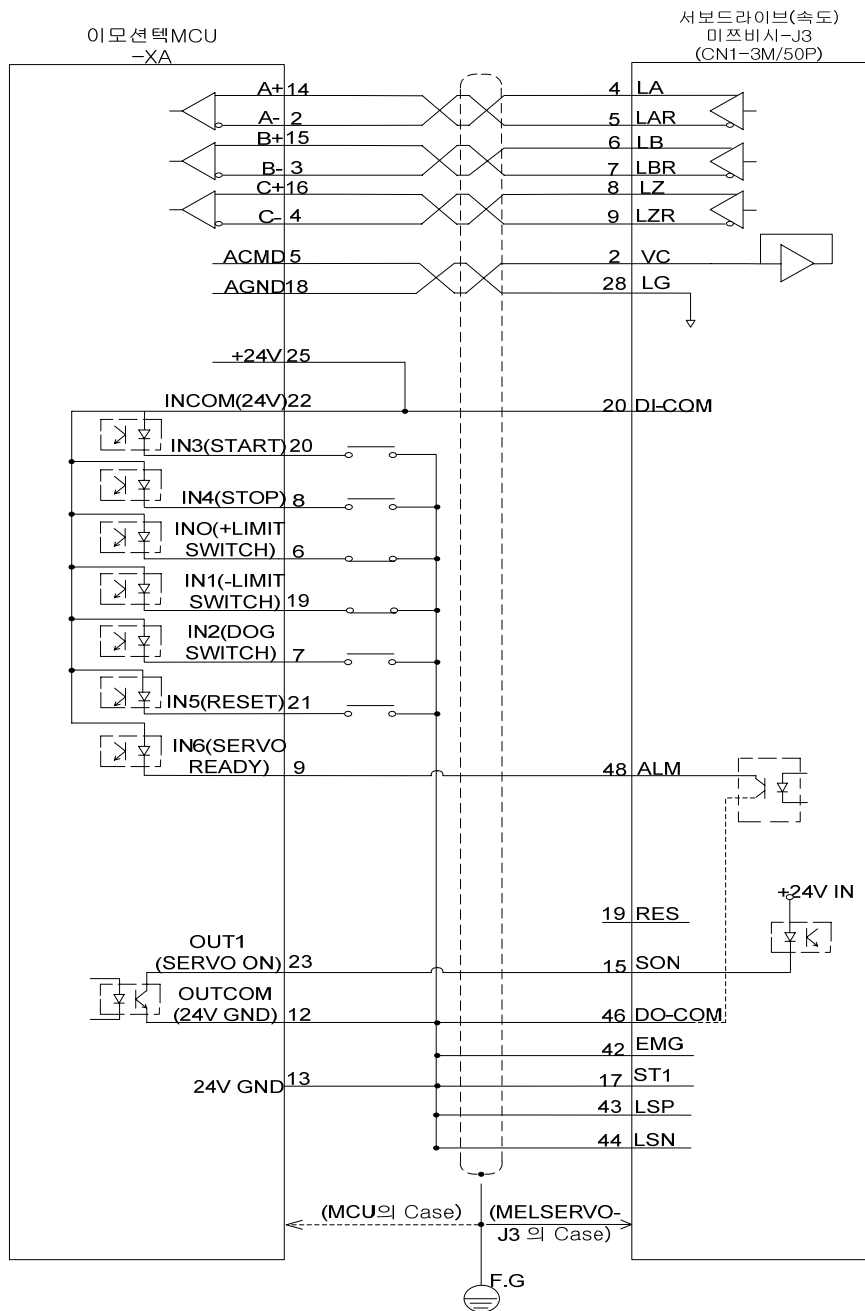 이모션텍MCU
-XA
서보드라이브(속도)
미쯔비시-J3
(CN1-3M/50P)
A+ 14
4 LA
A- 2
5 LAR
B+ 15
6 LB
B- 3
7 LBR
C+ 16
8 LZ
C- 4
9 LZR
ACMD 5
2 VC
AGND 18
28 LG
+24V 25
INCOM(24V) 22
20 DI-COM
IN3(START) 20
IN4(STOP) 8
INO(+LIMIT
SWITCH) 6
IN1(-LIMIT
SWITCH) 19
IN2(DOG
SWITCH) 7
IN5(RESET) 21
IN6(SERVO
READY) 9
48 ALM
+24V IN
19 RES
OUT1
(SERVO ON) 23
15 SON
OUTCOM
(24V GND) 12
46 DO-COM
42 EMG
24V GND 13
17 ST1
43 LSP
44 LSN
(MCU의 Case)
(MELSERVO-
J3 의 Case)
F.G